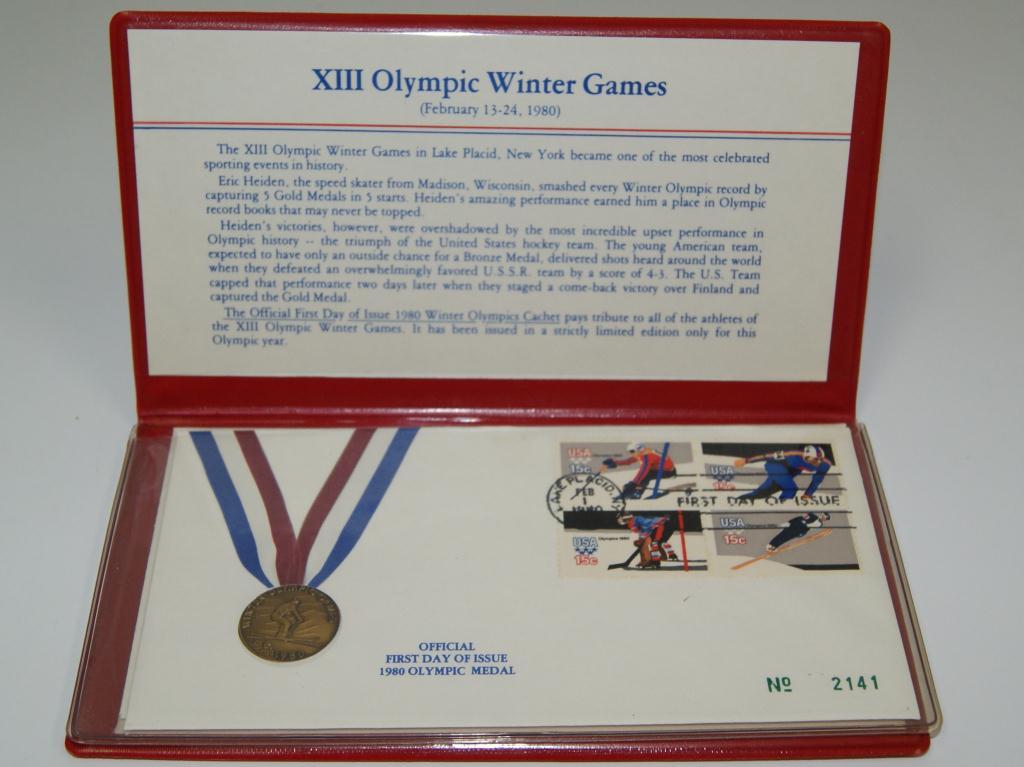 XIII Olympic Winter Games
(February 13-24, 1980)
The XIII Olympic Winter Games in Lake Placid, New York became one of the most celebrated
sporting events in history.
Eric Heiden, the speed skater from Madison, Wisconsin, smashed every Winter Olympic record by
capturing 5 Gold Medals in 5 starts. Heiden's amazing performance earned him a place in Olympic
record books that may never be topped.
Heiden's victories, however, were overshadowed by the most incredible upset performance in
Olympic history -- the triumph of the United States hockey team. The young American team,
expected to have only an outside chance for a Bronze Medal, delivered shots heard around the world
when they defeated an overwhelmingly favored U.S.S.R. team by a score of 4-3. The U.S. Team
capped that performance two days later when they staged a come-back victory over Finland and
captured the Gold Medal.
The Official First Day of Issue 1980 Winter Olympics Cachet pays tribute to all of the athletes of
the XIII Olympic Winter Games. It has been issued in a strictly limited edition only for this
Olympic year.
USA
15c
USA
15c
LAKE PLACID, NY
FEB
1
1980
FIRST DAY OF ISSUE
USA
Olympics 1980
15c
USA
15c
WINTER OLYMPIC GAMES
1980
OFFICIAL
FIRST DAY OF ISSUE
1980 OLYMPIC MEDAL
Nº 2141